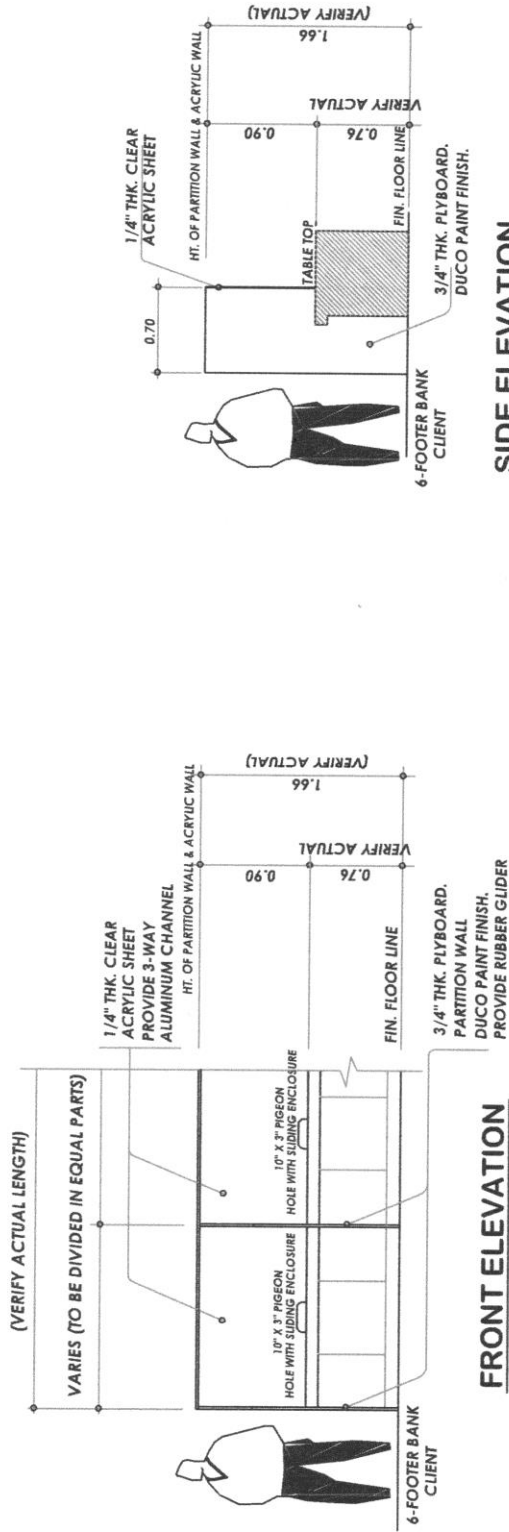 (VERIFY ACTUAL LENGTH)
VARIES (TO BE DIVIDED IN EQUAL PARTS)
1/4" THK. CLEAR
ACRYLIC SHEET
PROVIDE 3-WAY
ALUMINUM CHANNEL
HT. OF PARTITION WALL & ACRYLIC WALL
10" X 3" PIGEON
HOLE WITH SLIDING ENCLOSURE
10" X 3" PIGEON
HOLE WITH SLIDING ENCLOSURE
0.90
0.76
VERIFY ACTUAL
1.66
(VERIFY ACTUAL)
FIN. FLOOR LINE
6-FOOTER BANK
CLIENT
3/4" THK. PLYBOARD.
PARTITION WALL
DUCO PAINT FINISH.
PROVIDE RUBBER GLIDER
FRONT ELEVATION
1/4" THK. CLEAR
ACRYLIC SHEET
0.70
HT. OF PARTITION WALL & ACRYLIC WALL
TABLE TOP
0.90
0.76
VERIFY ACTUAL
1.66
(VERIFY ACTUAL)
FIN. FLOOR LINE
6-FOOTER BANK
CLIENT
3/4" THK. PLYBOARD.
DUCO PAINT FINISH.
SIDE ELEVATION